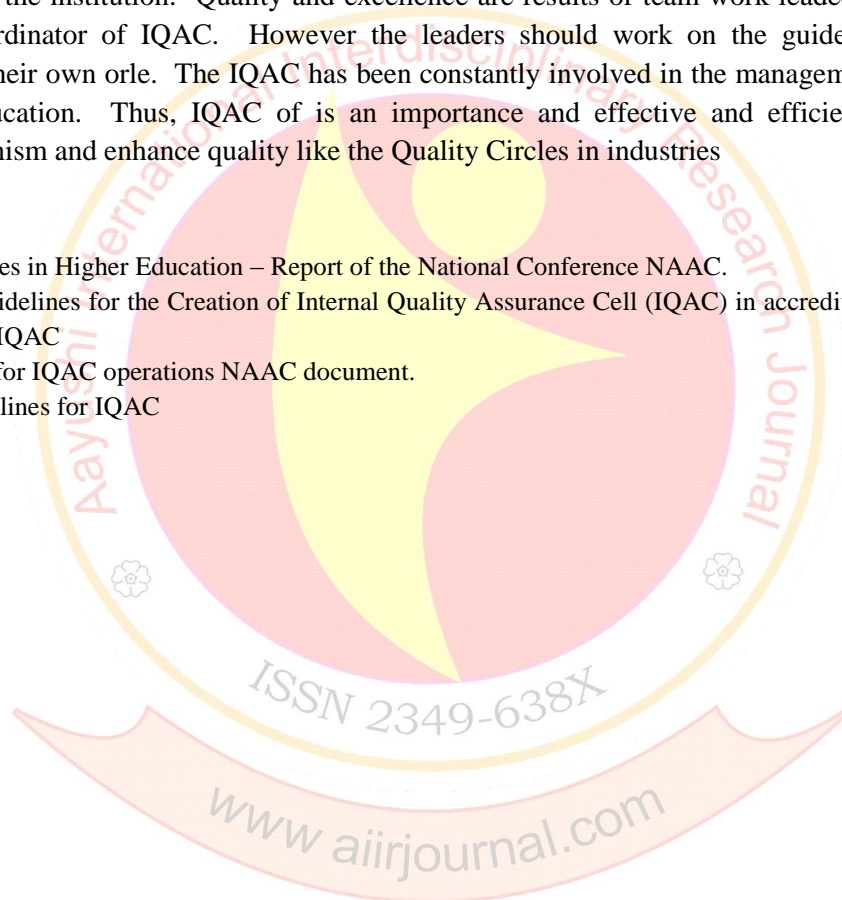 the institution. Quality and excellence are results of team work leade
rdinator of IQAC. However the leaders should work on the guide
heir own orle. The IQAC has been constantly involved in the managem
ucation. Thus, IQAC of is an importance and effective and efficie
nism and enhance quality like the Quality Circles in industries
es in Higher Education – Report of the National Conference NAAC.
idelines for the Creation of Internal Quality Assurance Cell (IQAC) in accredit
IQAC
for IQAC operations NAAC document.
lines for IQAC
Aayushi International Interdisciplinary Research Journal
ISSN 2349-638X
www aiirjournal.com